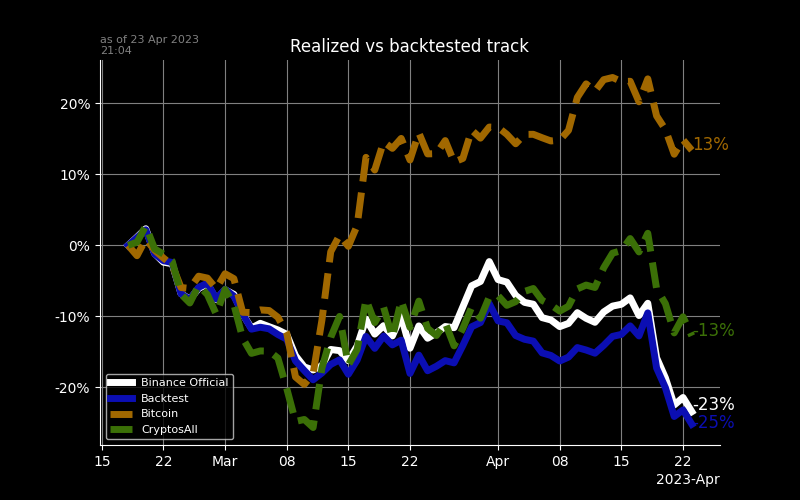 as of 23 Apr 2023
21:04
Realized vs backtested track
20%
10%
0%
-10%
-20%
13%
-13%
-23%
-25%
Binance Official
Backtest
Bitcoin
CryptosAll
15 22 Mar 08 15 22 Apr 08 15 22
2023-Apr